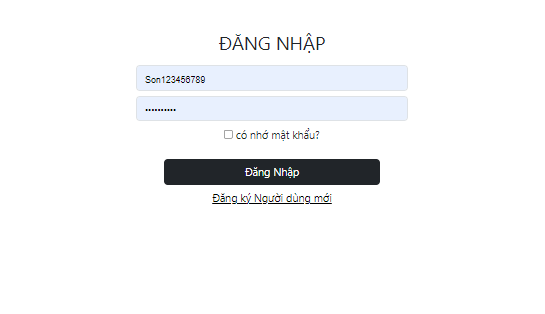 ĐĂNG NHẬP
Son123456789
••••••••••
có nhớ mật khẩu?
Đăng Nhập
Đăng ký Người dùng mới